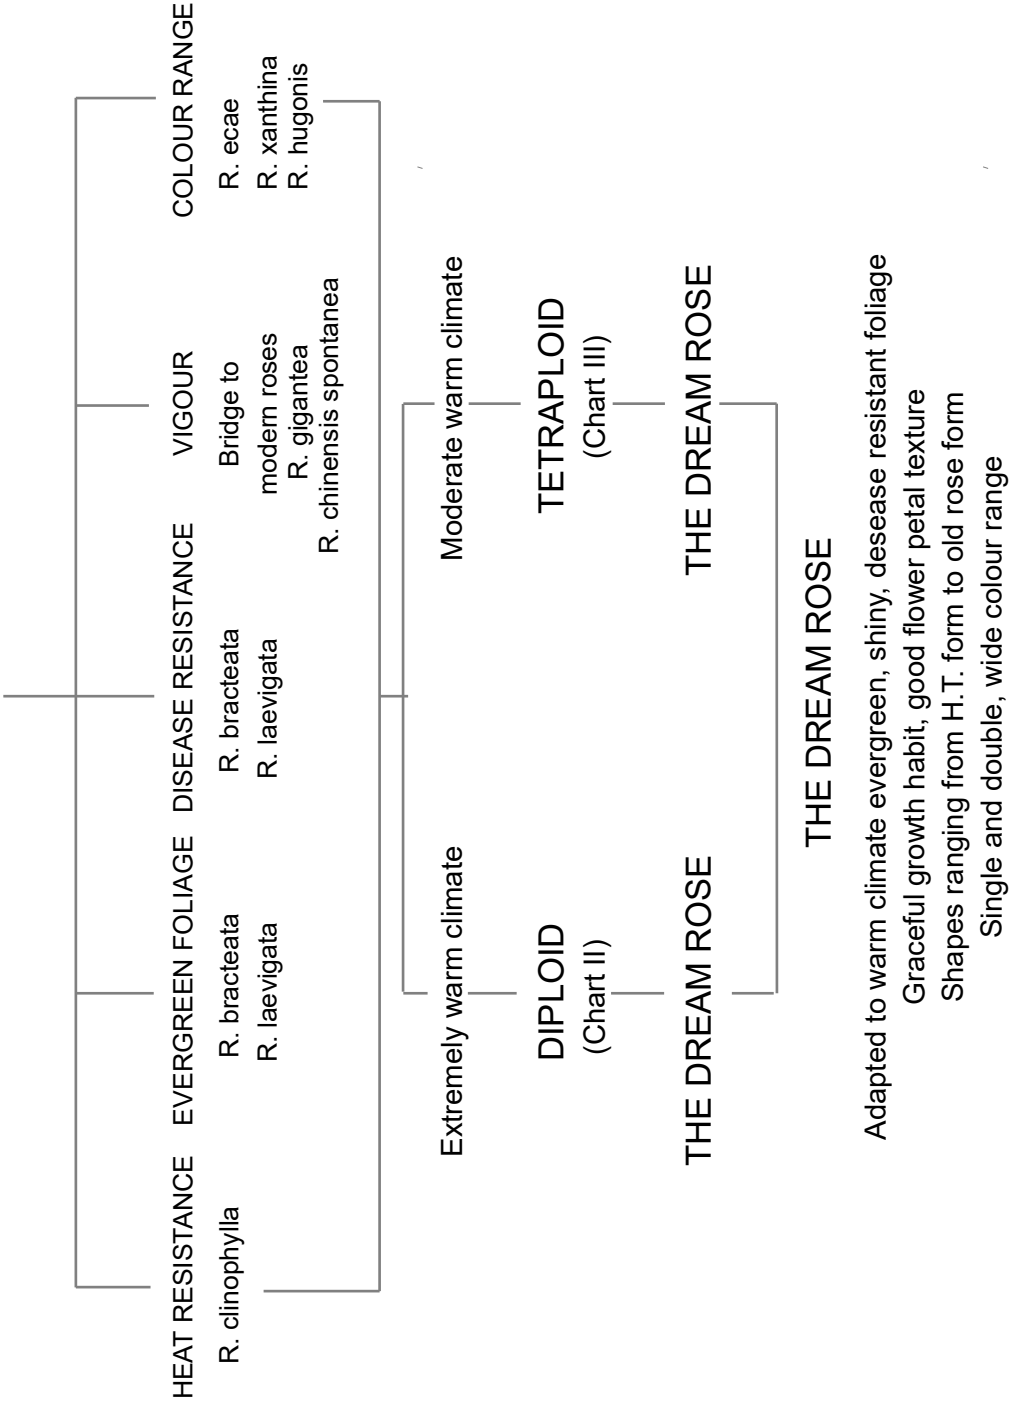 HEAT RESISTANCE
R. clinophylla
EVERGREEN FOLIAGE
R. bracteata
R. laevigata
DISEASE RESISTANCE
R. bracteata
R. laevigata
VIGOUR
Bridge to
modern roses
R. gigantea
R. chinensis spontanea
COLOUR RANGE
R. ecae
R. xanthina
R. hugonis
Extremely warm climate
DIPLOID
(Chart II)
THE DREAM ROSE
Moderate warm climate
TETRAPLOID
(Chart III)
THE DREAM ROSE
THE DREAM ROSE
Adapted to warm climate evergreen, shiny, desease resistant foliage
Graceful growth habit, good flower petal texture
Shapes ranging from H.T. form to old rose form
Single and double, wide colour range